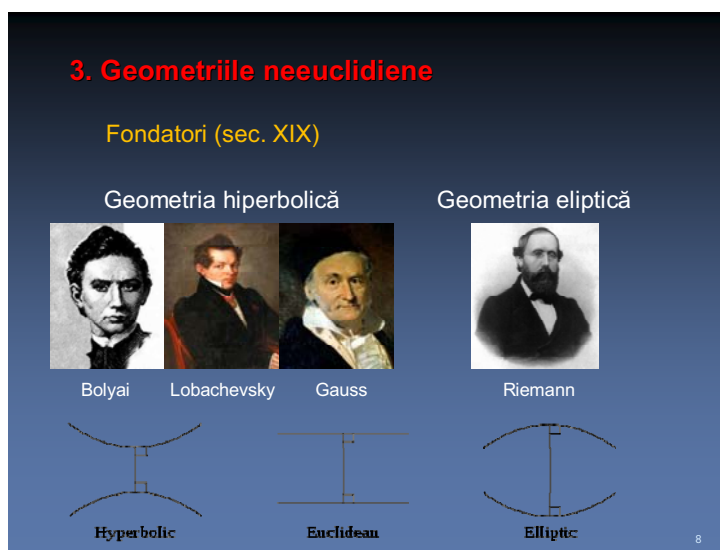 3. Geometriile neeuclidiene
Fondatori (sec. XIX)
Geometria hiperbolică Geometria eliptică
Bolyai Lobachevsky Gauss Riemann
Hyperbolic Euclidean Elliptic
8